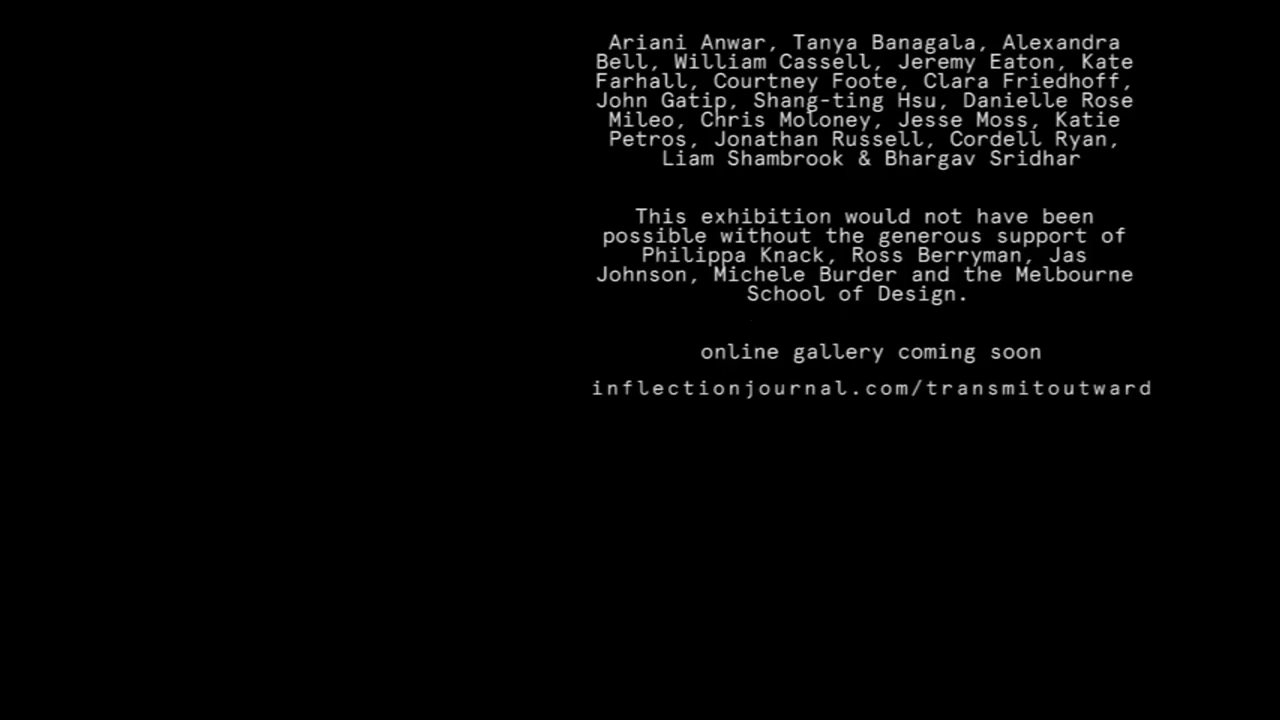 Ariani Anwar, Tanya Banagala, Alexandra
Bell, William Cassell, Jeremy Eaton, Kate
Farhall, Courtney Foote, Clara Friedhoff,
John Gatip, Shang-ting Hsu, Danielle Rose
Mileo, Chris Moloney, Jesse Moss, Katie
Petros, Jonathan Russell, Cordell Ryan,
Liam Shambrook & Bhargav Sridhar
This exhibition would not have been
possible without the generous support of
Philippa Knack, Ross Berryman, Jas
Johnson, Michele Burder and the Melbourne
School of Design.
online gallery coming soon
inflectionjournal.com/transmitoutward